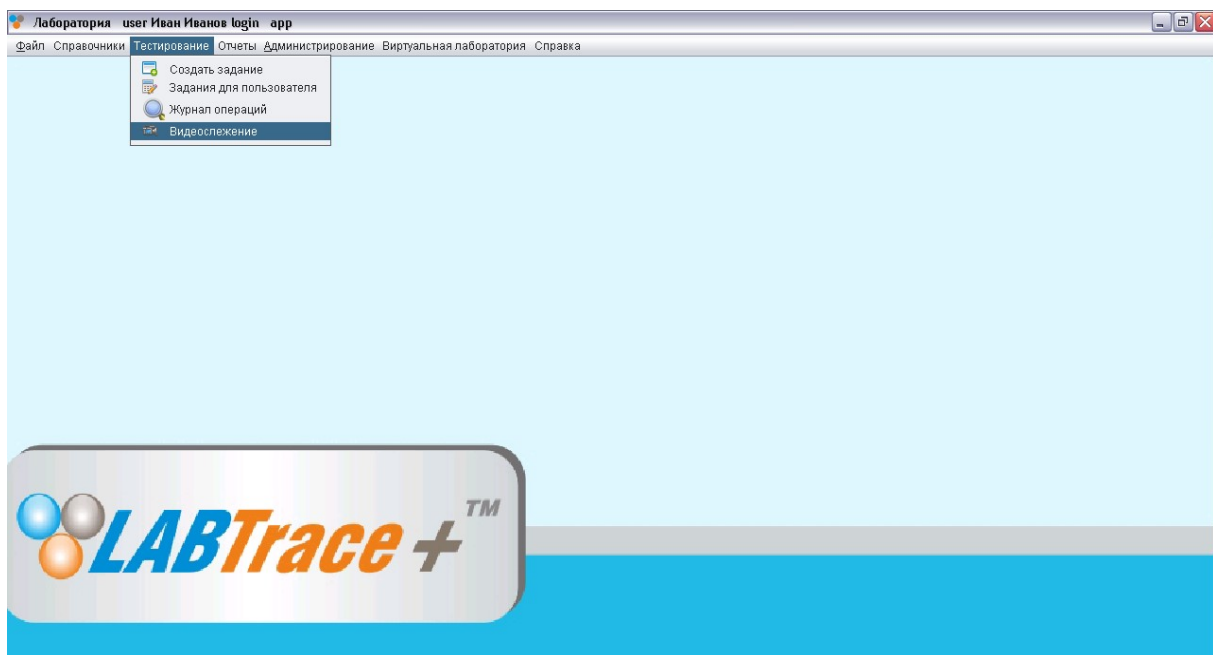 Лаборатория user Иван Иванов login app
Файл Справочники Тестирование Отчеты Администрирование Виртуальная лаборатория Справка
Создать задание
Задания для пользователя
Журнал операций
Видеослежение
LABTrace+™